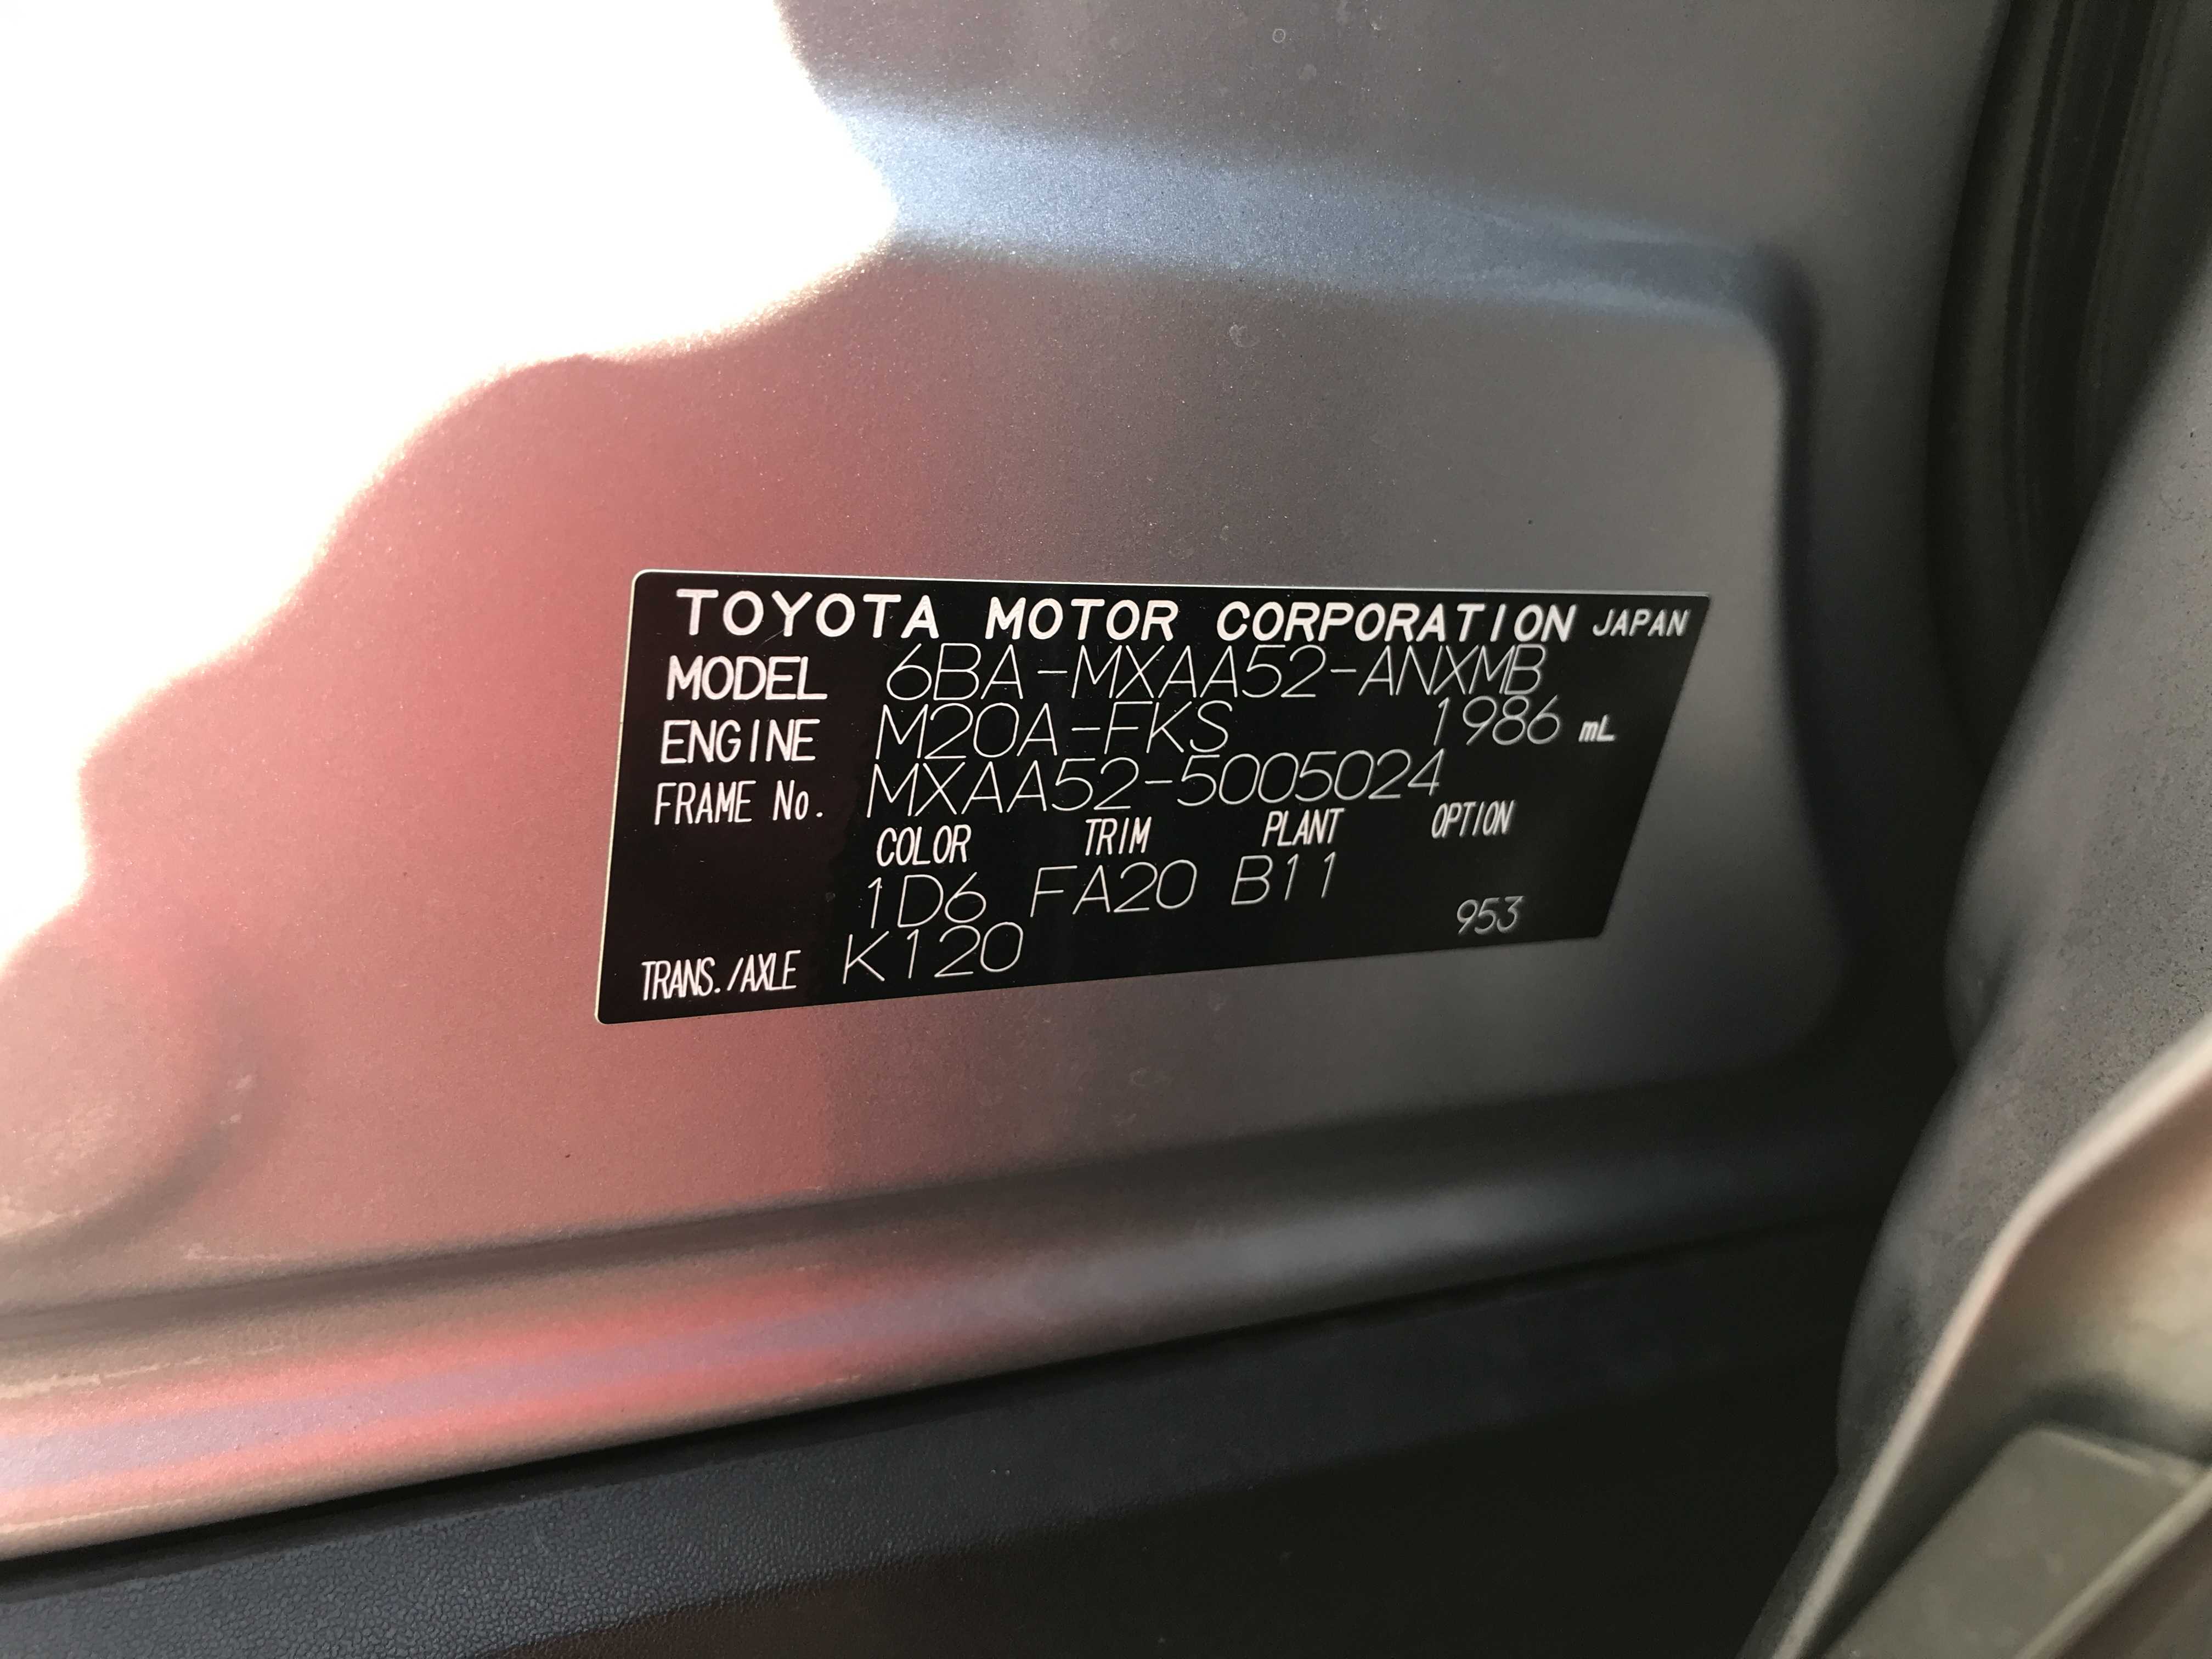 TOYOTA MOTOR CORPORATION JAPAN
MODEL 6BA-MXAA52-ANXMB
ENGINE M20A-FKS 1986 mL
FRAME No. MXAA52-5005024
COLOR TRIM PLANT OPTION
1D6 FA20 B11
953
TRANS./AXLE K120